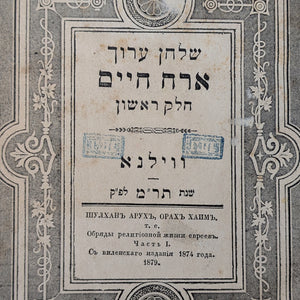 שלחן ערוך
ארח חיים
חלק ראשון
ווילנא
שנת תר״מ לפ״ק
ШУЛХАНЪ АРУХЪ, ОРАХЪ ХАИМЪ,
т. е.
Обряды религіозной жизни евреевъ.
Часть I.
Съ виленскаго изданія 1874 года.
1879.